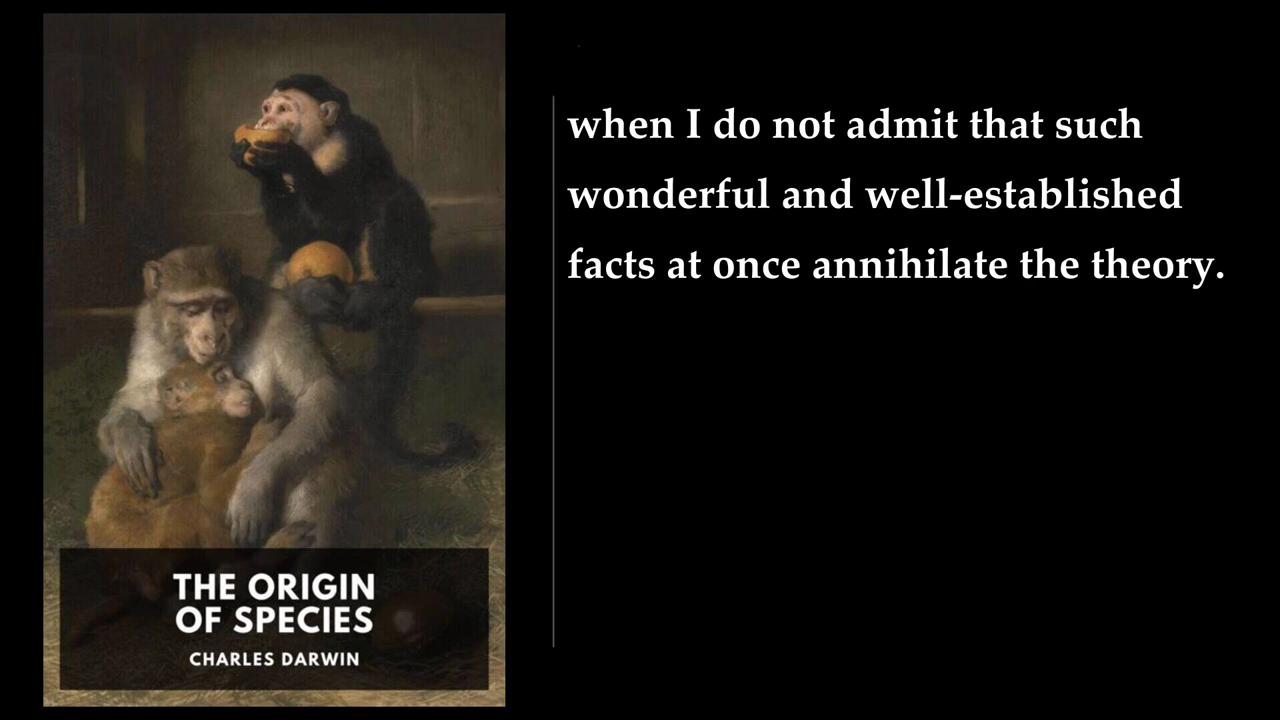 when I do not admit that such
wonderful and well-established
facts at once annihilate the theory.
THE ORIGIN
OF SPECIES
CHARLES DARWIN